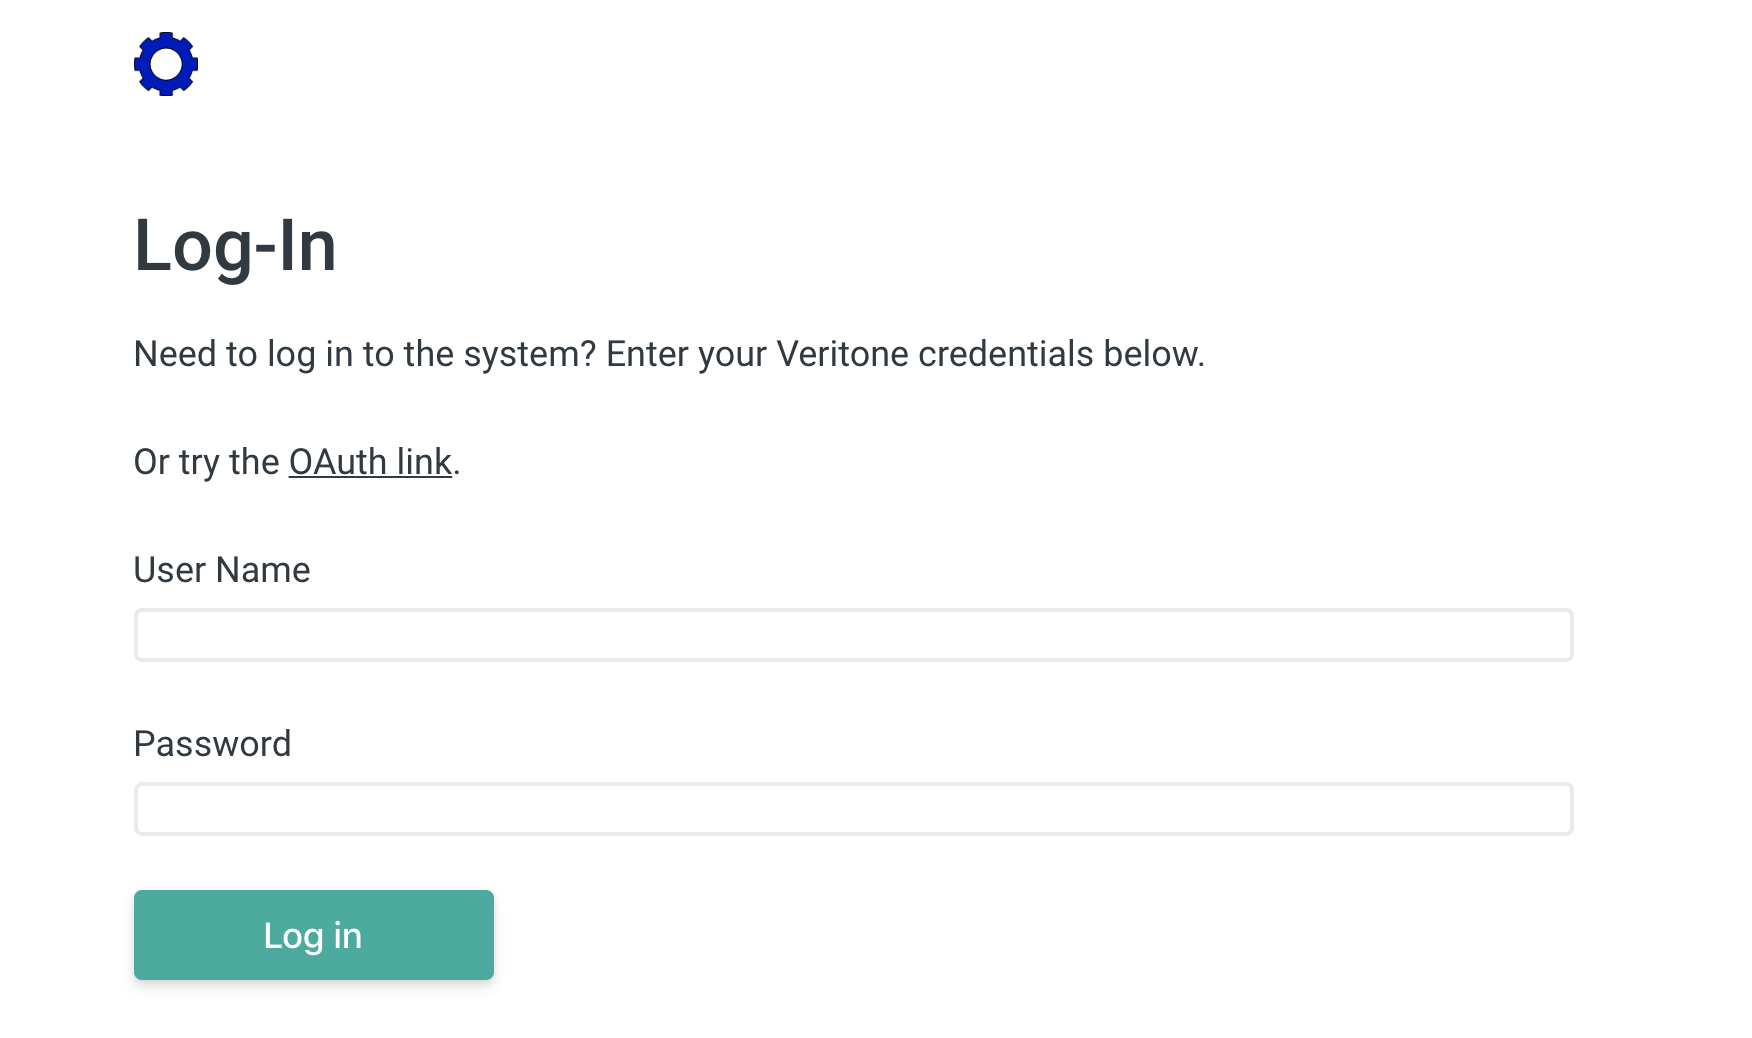 Log-In
Need to log in to the system? Enter your Veritone credentials below.
Or try the OAuth link.
User Name
Password
Log in